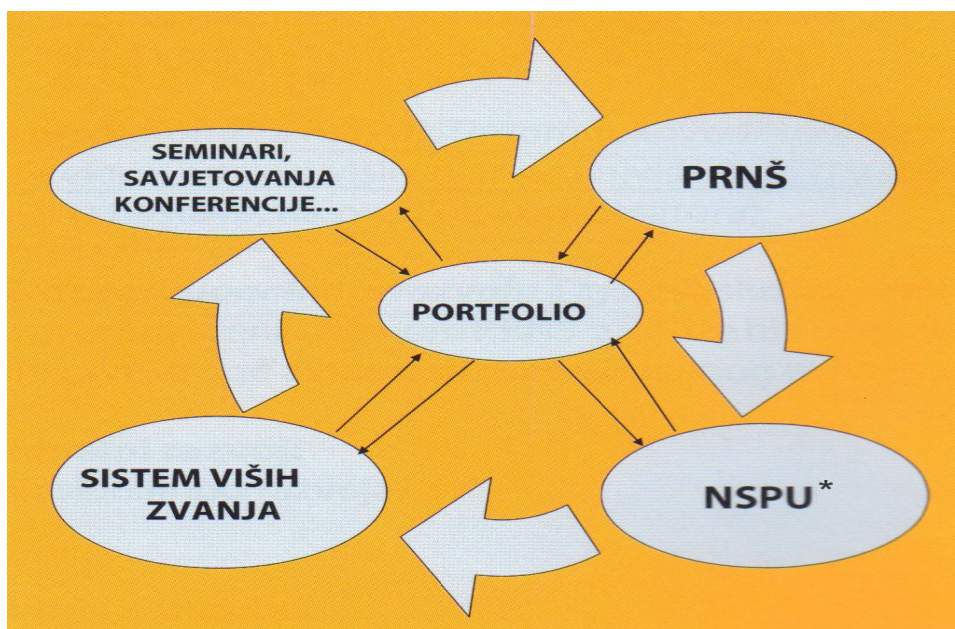 SEMINARI,
SAVJETOVANJA
KONFERENCIJE...
PRNŠ
PORTFOLIO
SISTEM VIŠIH
ZVANJA
NSPU*